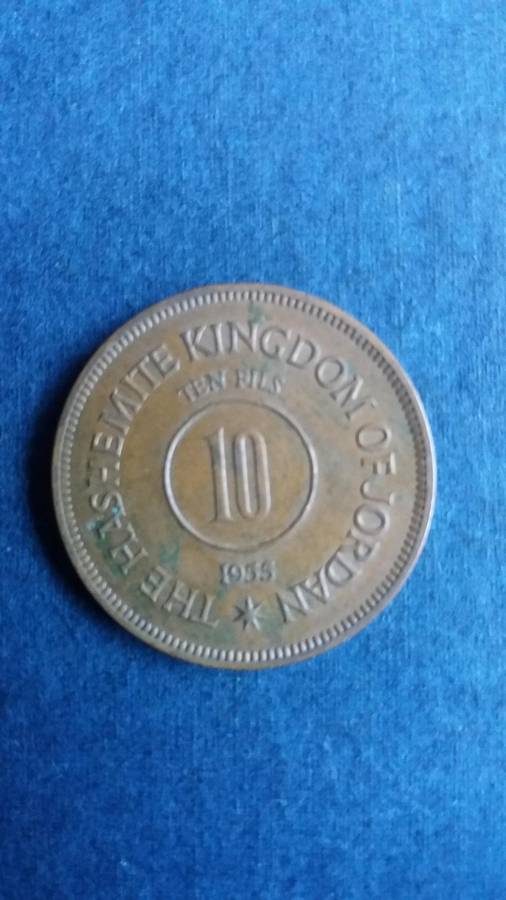 THE HASHEMITE KINGDOM OF JORDAN
TEN FILS
10
1955